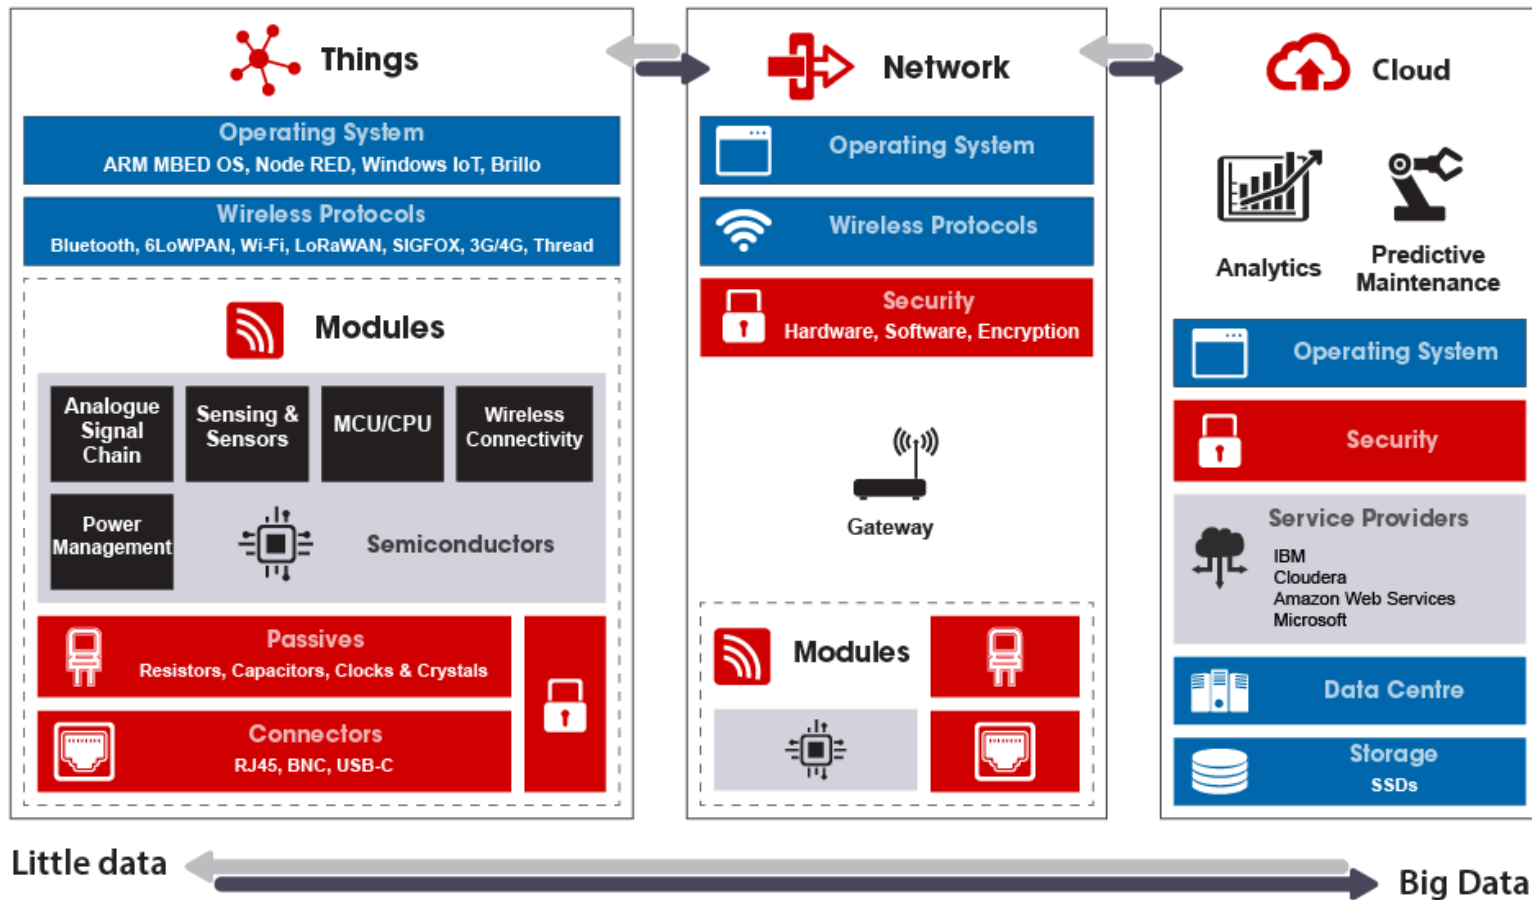 Things
Operating System
ARM MBED OS, Node RED, Windows IoT, Brillo
Wireless Protocols
Bluetooth, 6LoWPAN, Wi-Fi, LoRaWAN, SIGFOX, 3G/4G, Thread
Modules
Analogue
Signal
Chain
Sensing &
Sensors
MCU/CPU
Wireless
Connectivity
Power
Management
Semiconductors
Passives
Resistors, Capacitors, Clocks & Crystals
Connectors
RJ45, BNC, USB-C
Network
Operating System
Wireless Protocols
Security
Hardware, Software, Encryption
Gateway
Modules
Cloud
Analytics
Predictive
Maintenance
Operating System
Security
Service Providers
IBM
Cloudera
Amazon Web Services
Microsoft
Data Centre
Storage
SSDs
Little data
Big Data